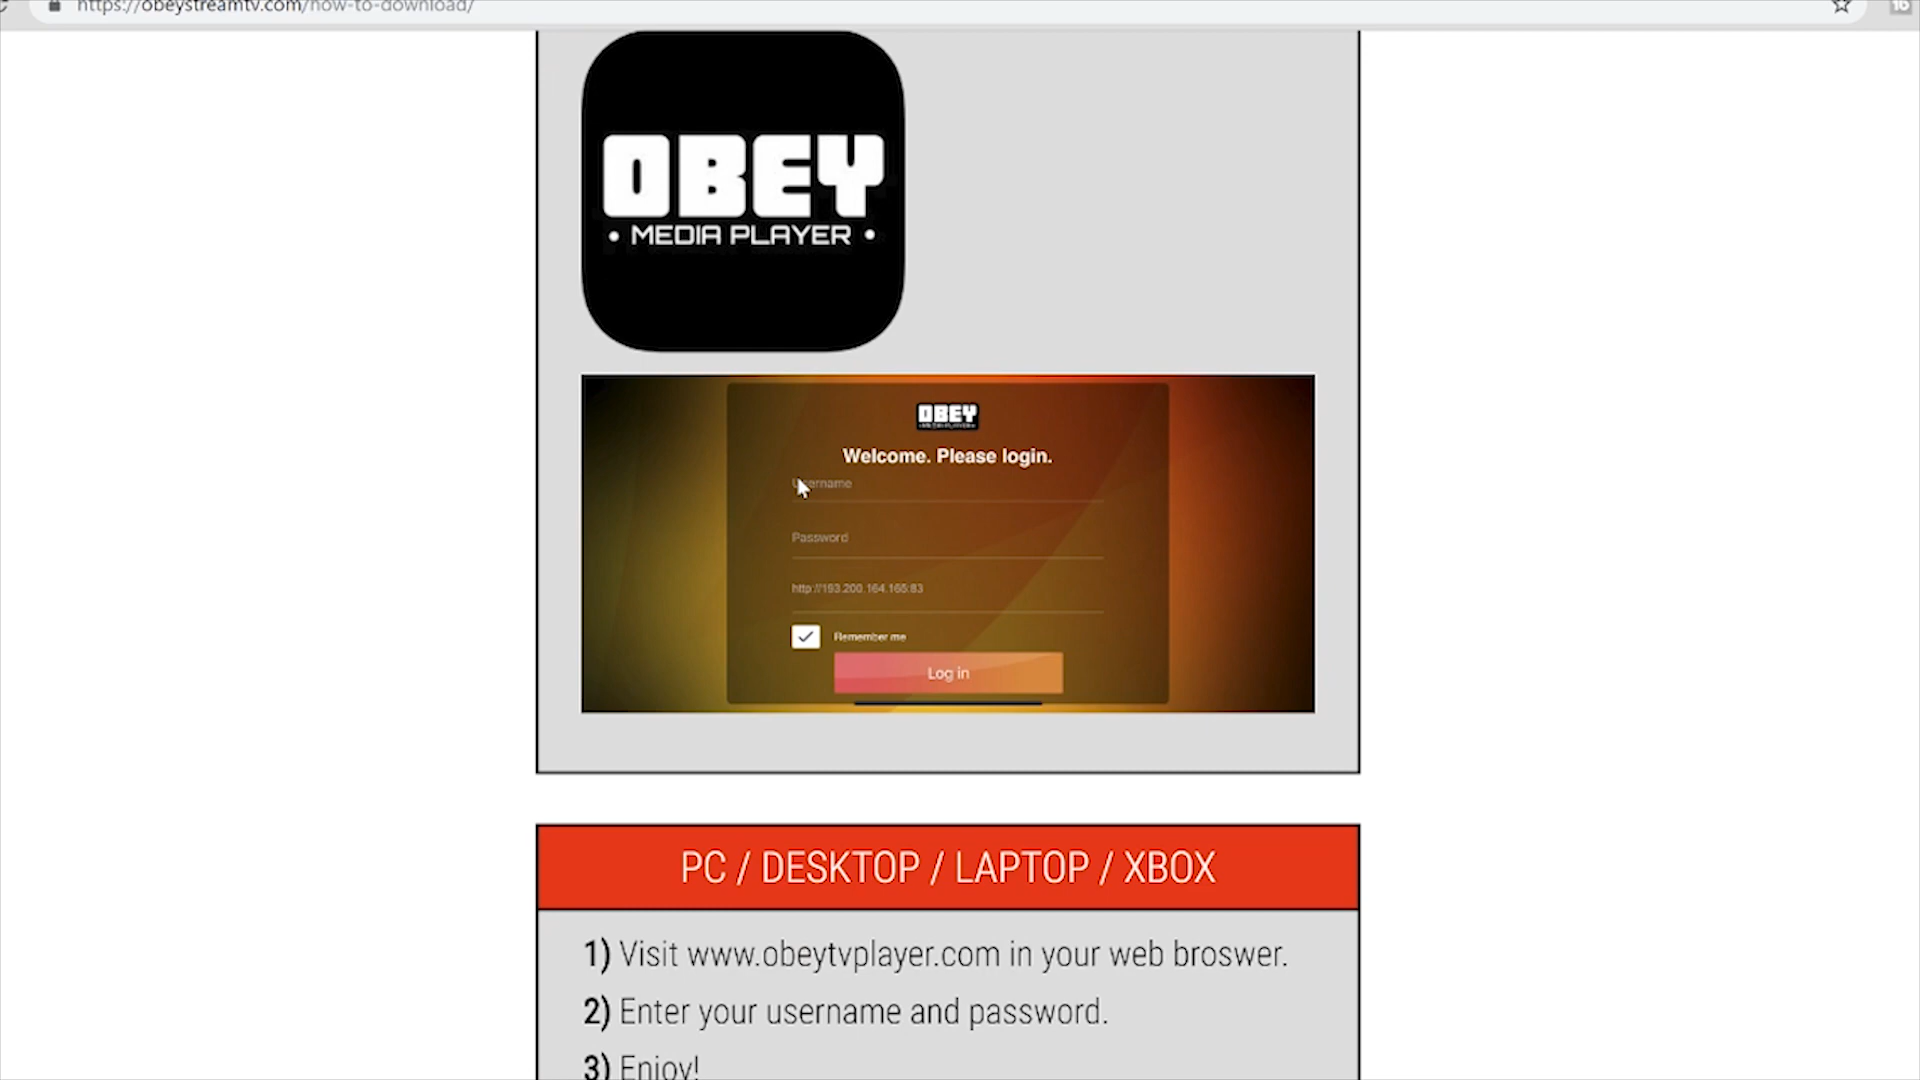 https://obeystreamtv.com/how-to-download/
OBEY
• MEDIA PLAYER •
OBEY
Welcome. Please login.
Username
Password
http://193.200.164.165:83
Remember me
Log in
PC / DESKTOP / LAPTOP / XBOX
1) Visit www.obeytvplayer.com in your web broswer.
2) Enter your username and password.
3) Enjoy!